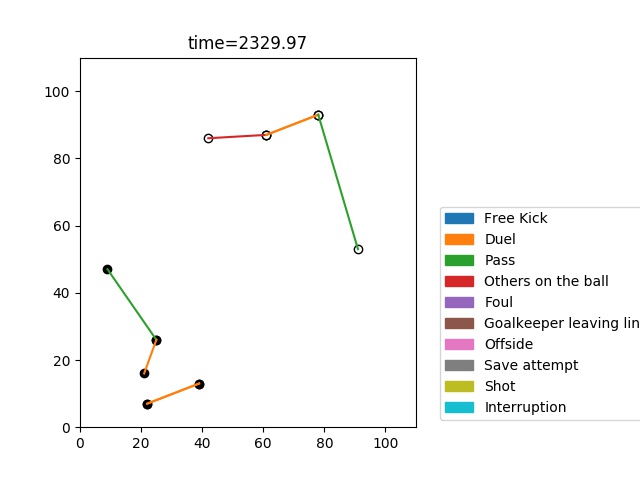 time=2329.97
100
80
60
40
20
0
0 20 40 60 80 100
Free Kick
Duel
Pass
Others on the ball
Foul
Goalkeeper leaving lin
Offside
Save attempt
Shot
Interruption